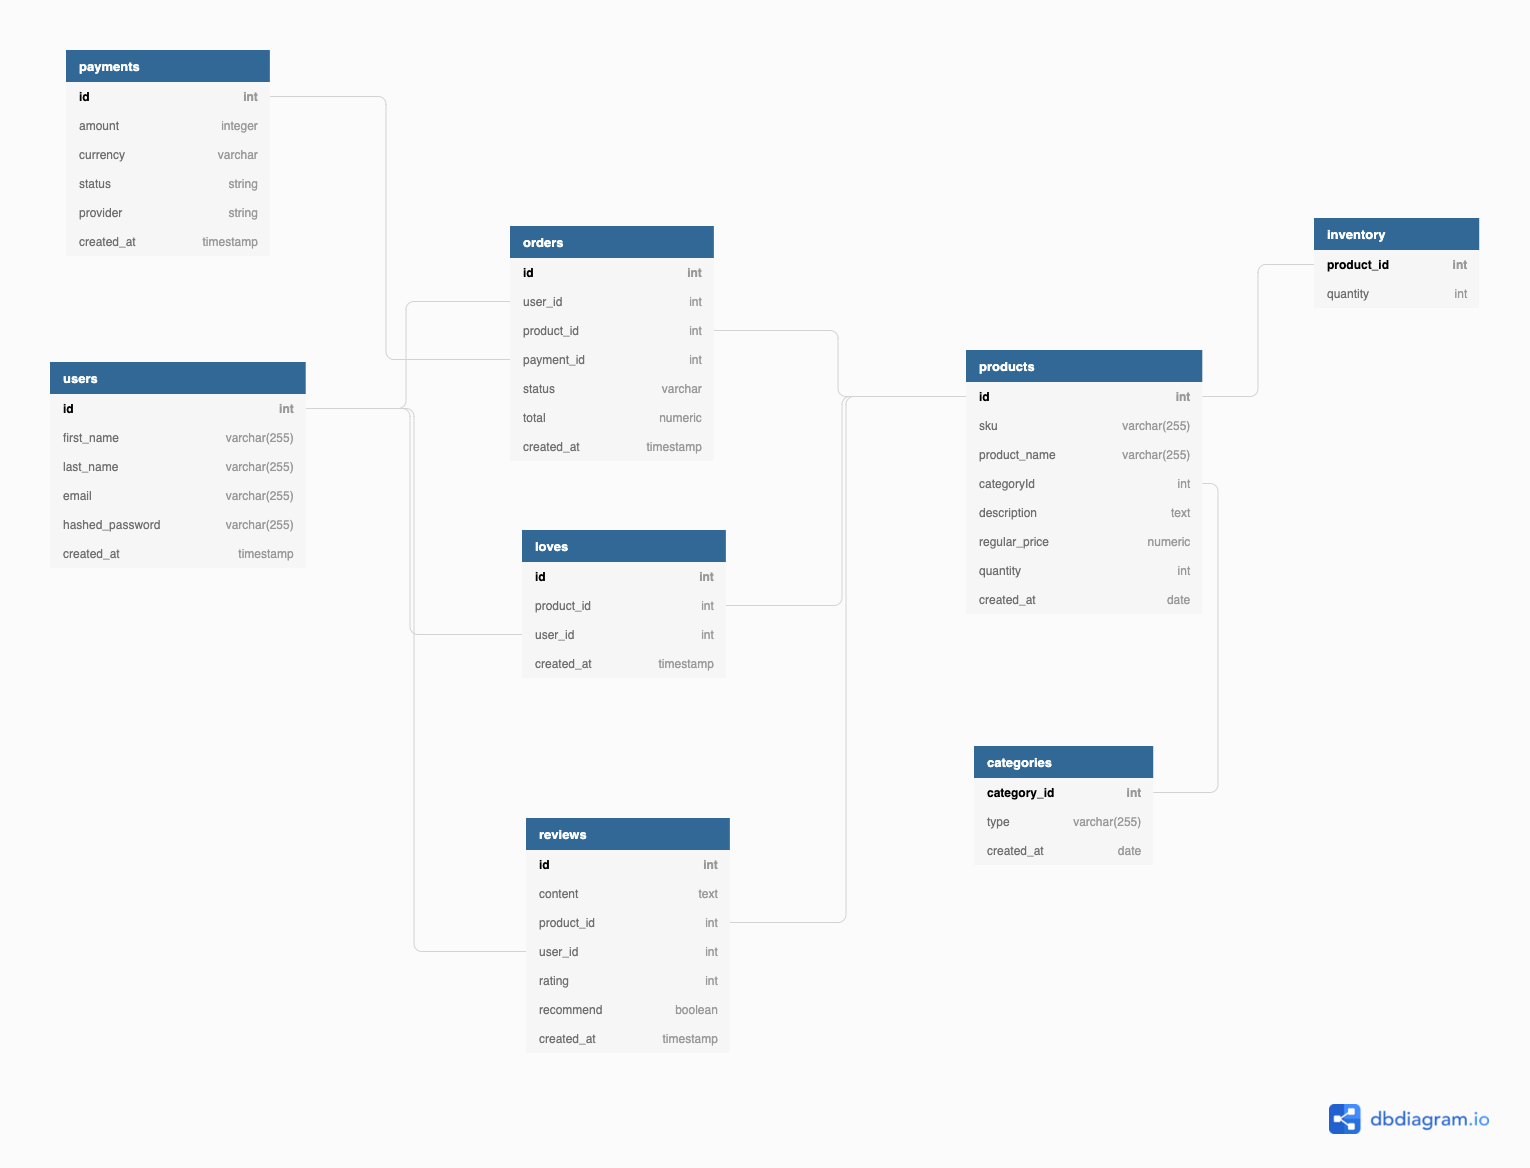 payments
id int
amount integer
currency varchar
status string
provider string
created_at timestamp
users
id int
first_name varchar(255)
last_name varchar(255)
email varchar(255)
hashed_password varchar(255)
created_at timestamp
orders
id int
user_id int
product_id int
payment_id int
status varchar
total numeric
created_at timestamp
loves
id int
product_id int
user_id int
created_at timestamp
reviews
id int
content text
product_id int
user_id int
rating int
recommend boolean
created_at timestamp
products
id int
sku varchar(255)
product_name varchar(255)
categoryId int
description text
regular_price numeric
quantity int
created_at date
categories
category_id int
type varchar(255)
created_at date
inventory
product_id int
quantity int
dbdiagram.io